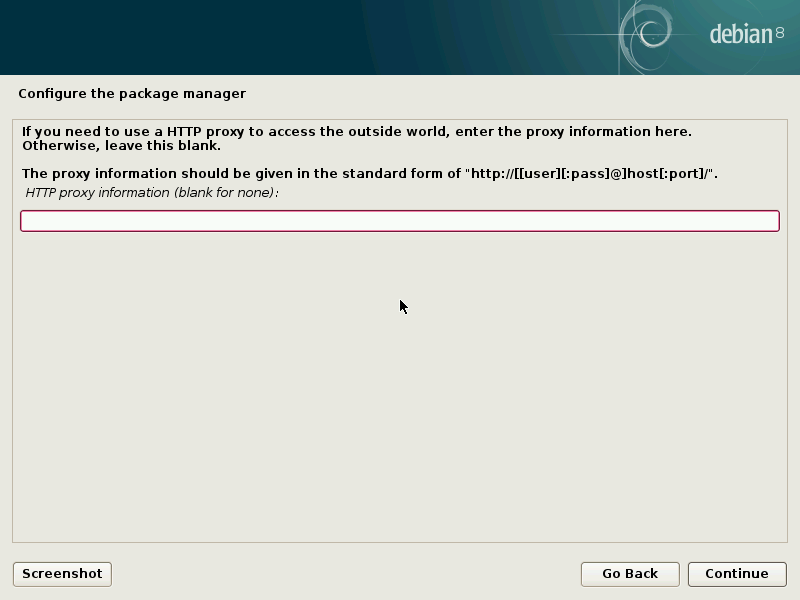 debian 8
Configure the package manager
If you need to use a HTTP proxy to access the outside world, enter the proxy information here.
Otherwise, leave this blank.
The proxy information should be given in the standard form of "http://[[user][:pass]@]host[:port]/".
HTTP proxy information (blank for none):
Screenshot
Go Back
Continue